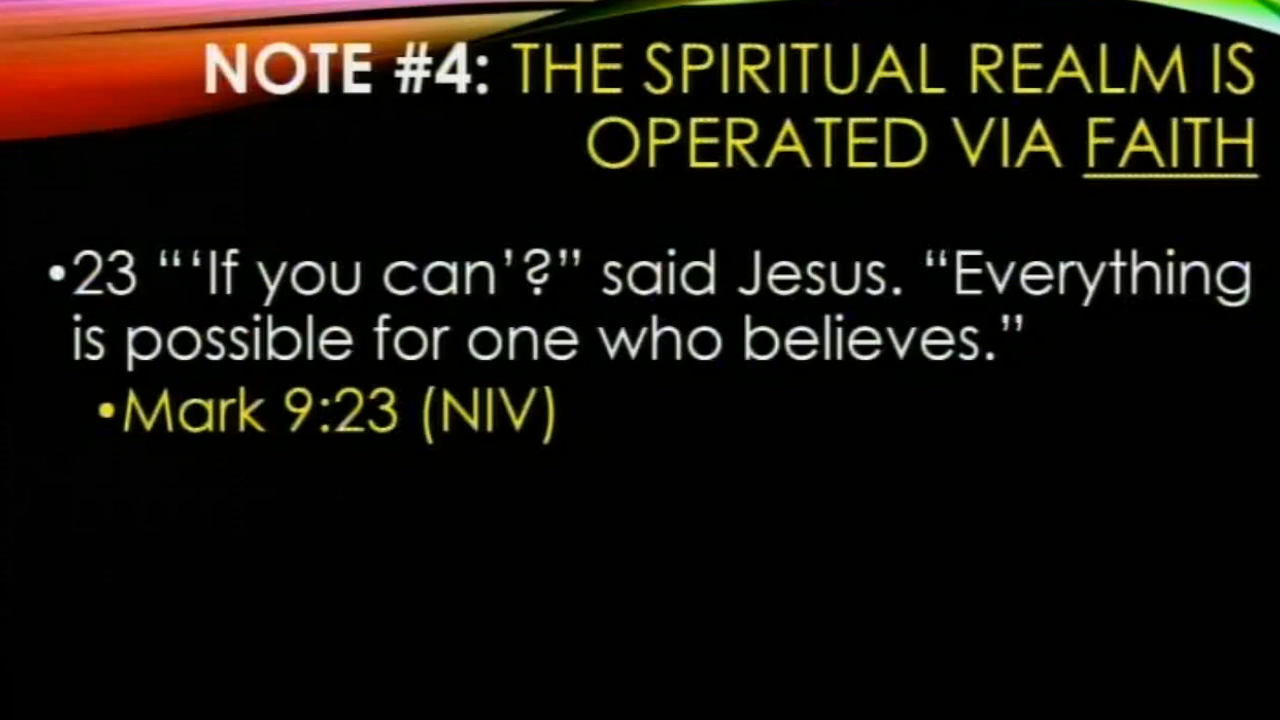 NOTE #4: THE SPIRITUAL REALM IS
OPERATED VIA FAITH
•23 “‘If you can’?” said Jesus. “Everything
is possible for one who believes.”
•Mark 9:23 (NIV)